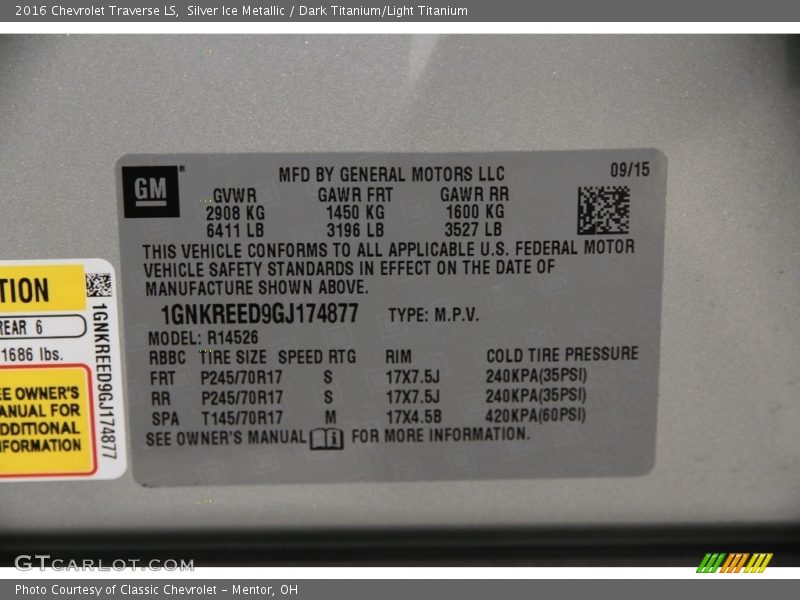 2016 Chevrolet Traverse LS, Silver Ice Metallic / Dark Titanium/Light Titanium
GM®
MFD BY GENERAL MOTORS LLC 09/15
GVWR GAWR FRT GAWR RR
2908 KG 1450 KG 1600 KG
6411 LB 3196 LB 3527 LB
THIS VEHICLE CONFORMS TO ALL APPLICABLE U.S. FEDERAL MOTOR
VEHICLE SAFETY STANDARDS IN EFFECT ON THE DATE OF
MANUFACTURE SHOWN ABOVE.
1GNKREED9GJ174877 TYPE: M.P.V.
MODEL: R14526
RBBC TIRE SIZE SPEED RTG RIM COLD TIRE PRESSURE
FRT P245/70R17 S 17X7.5J 240KPA(35PSI)
RR P245/70R17 S 17X7.5J 240KPA(35PSI)
SPA T145/70R17 M 17X4.5B 420KPA(60PSI)
SEE OWNER'S MANUAL i FOR MORE INFORMATION.
TION
REAR 6
1686 lbs.
EE OWNER'S
ANUAL FOR
DDITIONAL
FORMATION
1GNKREED9GJ174877
GTCARLOT.COM
Photo Courtesy of Classic Chevrolet - Mentor, OH